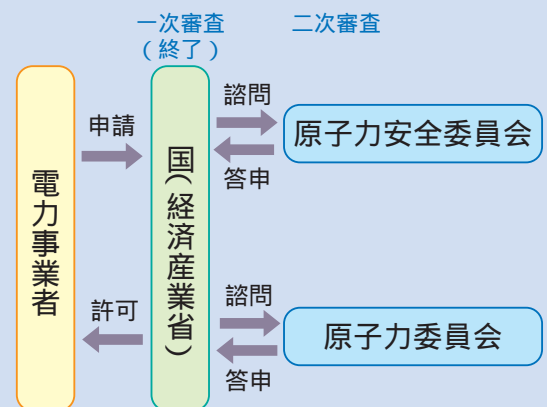 一次審査
(終了)
二次審査
電力事業者
申請
許可
国(経済産業省)
諮問
答申
原子力安全委員会
諮問
答申
原子力委員会